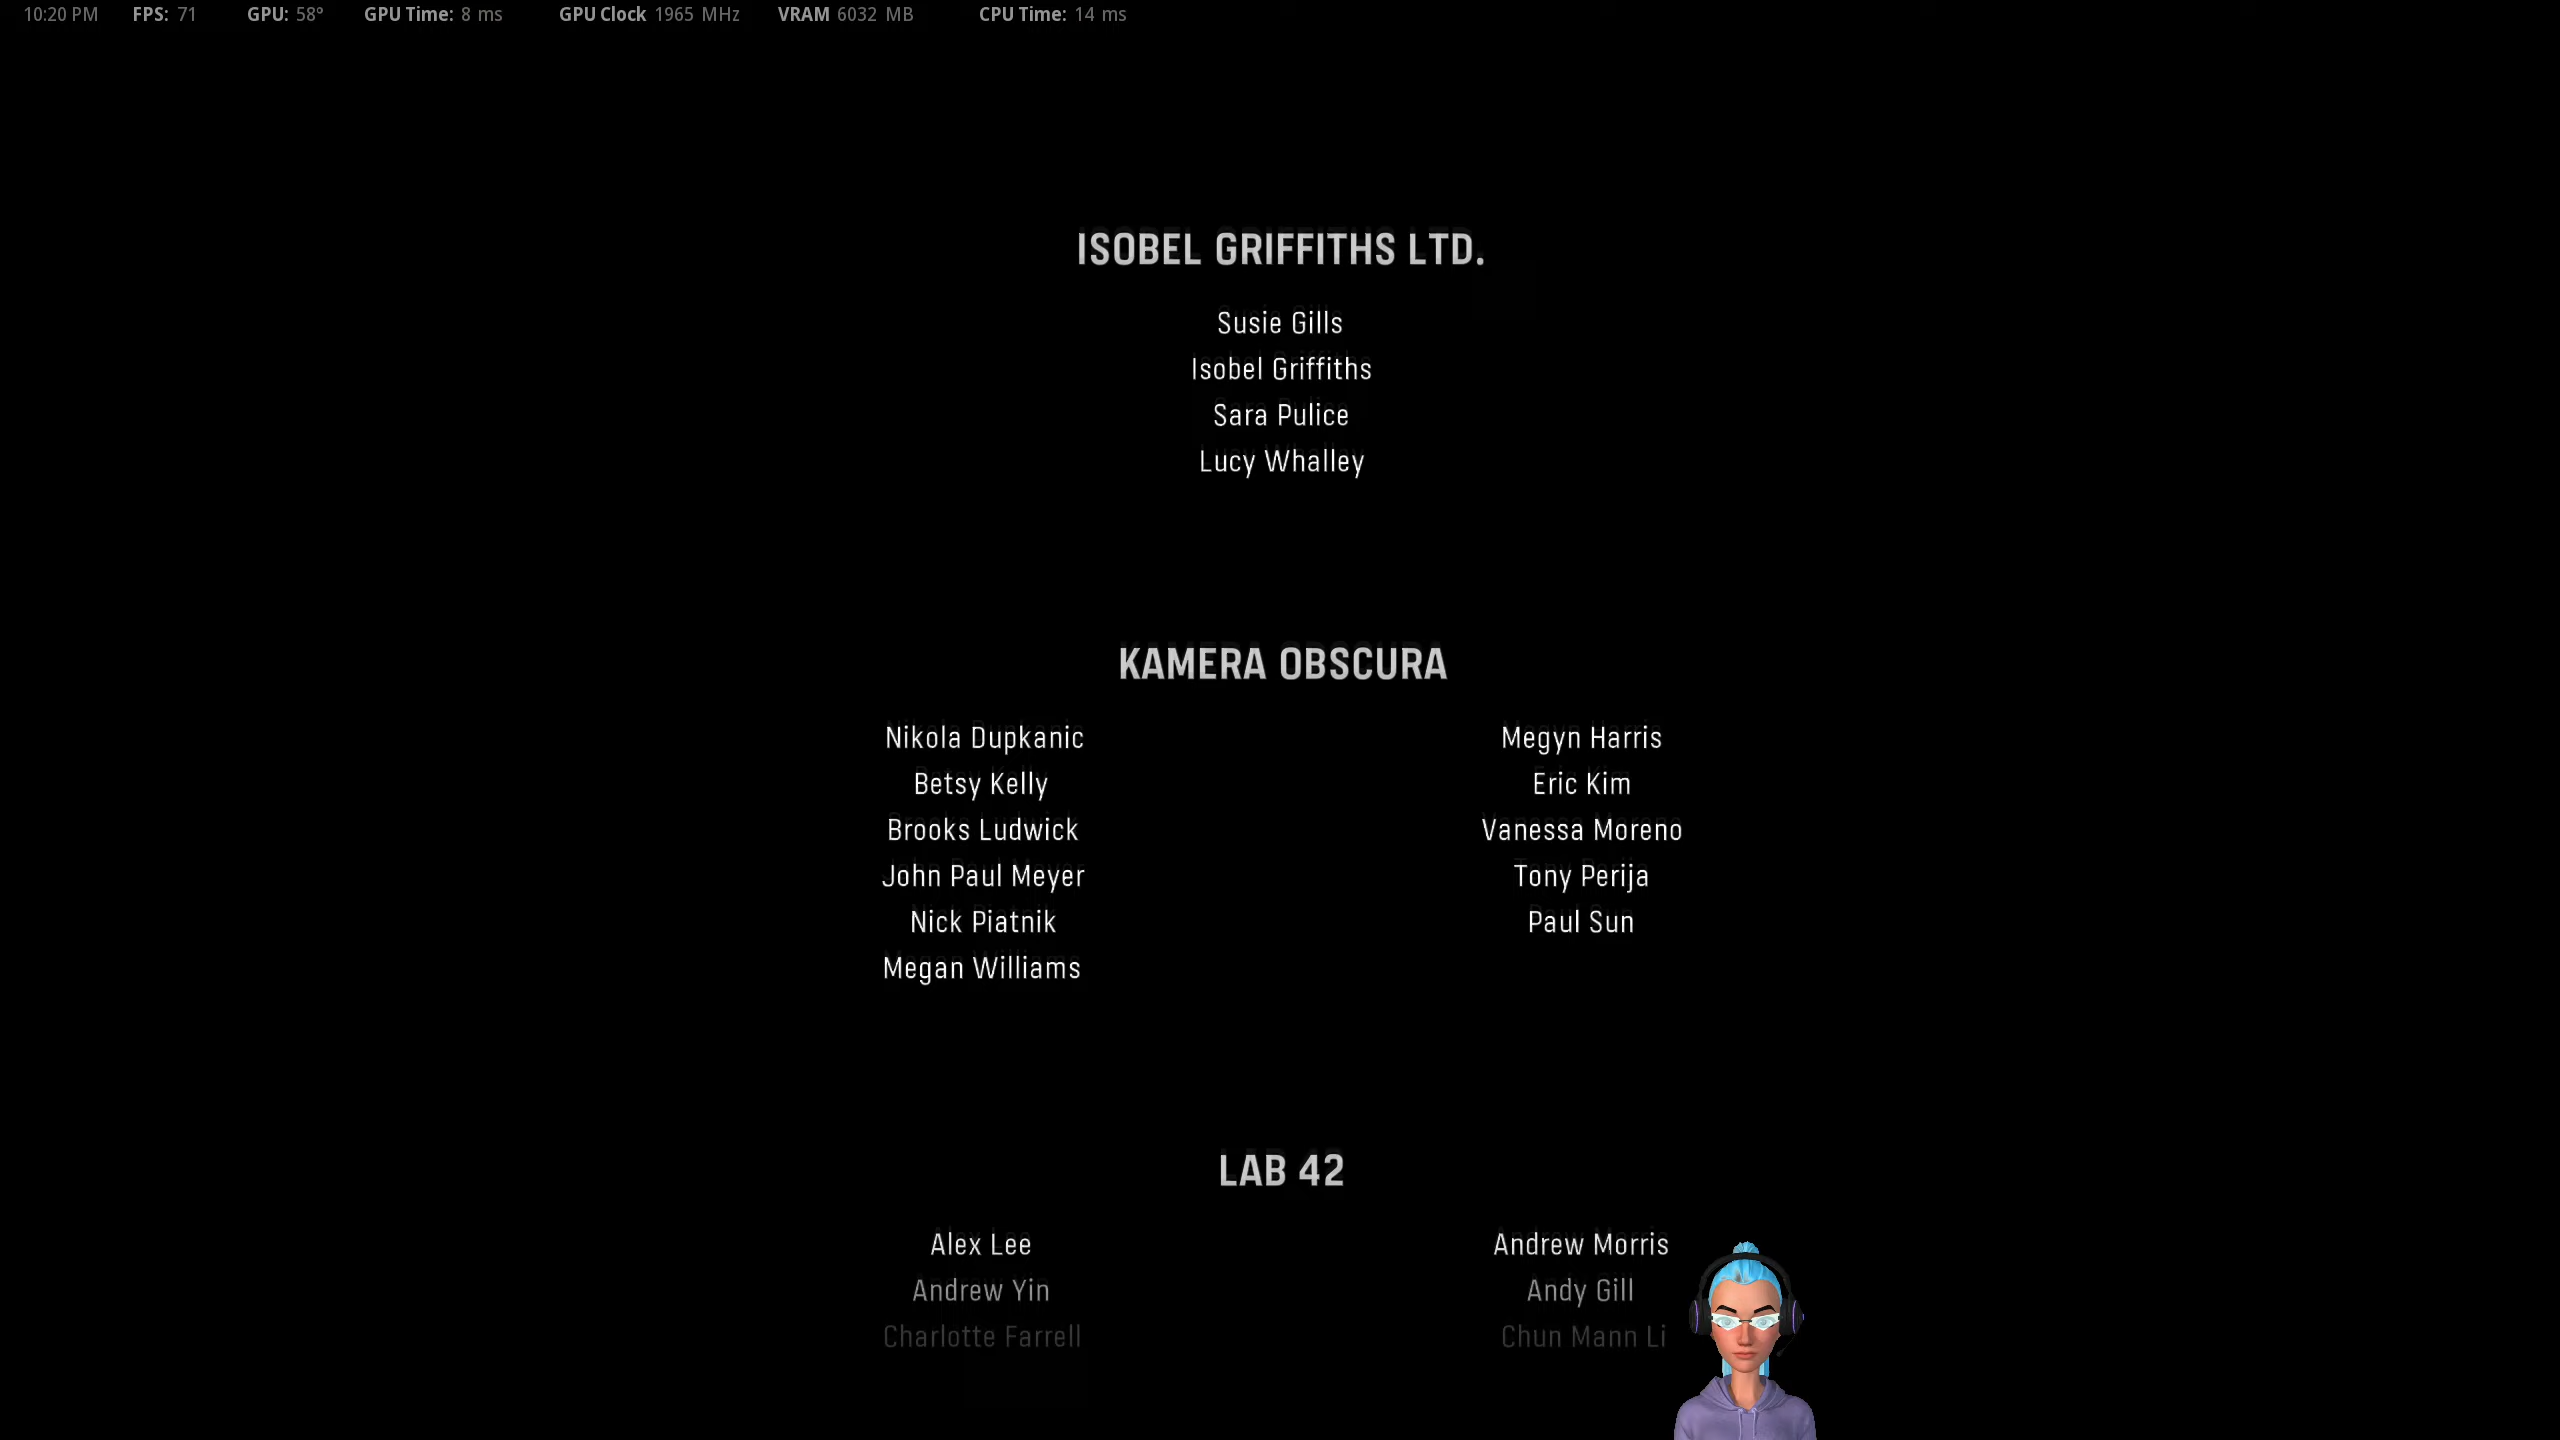 10:20 PM FPS: 71 GPU: 58° GPU Time: 8 ms GPU Clock 1965 MHz VRAM 6032 MB CPU Time: 14 ms
ISOBEL GRIFFITHS LTD.
Susie Gills
Isobel Griffiths
Sara Pulice
Lucy Whalley
KAMERA OBSCURA
Nikola Dupkanic Megyn Harris
Betsy Kelly Eric Kim
Brooks Ludwick Vanessa Moreno
John Paul Meyer Tony Perija
Nick Piatnik Paul Sun
Megan Williams
LAB 42
Alex Lee Andrew Morris
Andrew Yin Andy Gill
Charlotte Farrell Chun Mann Li